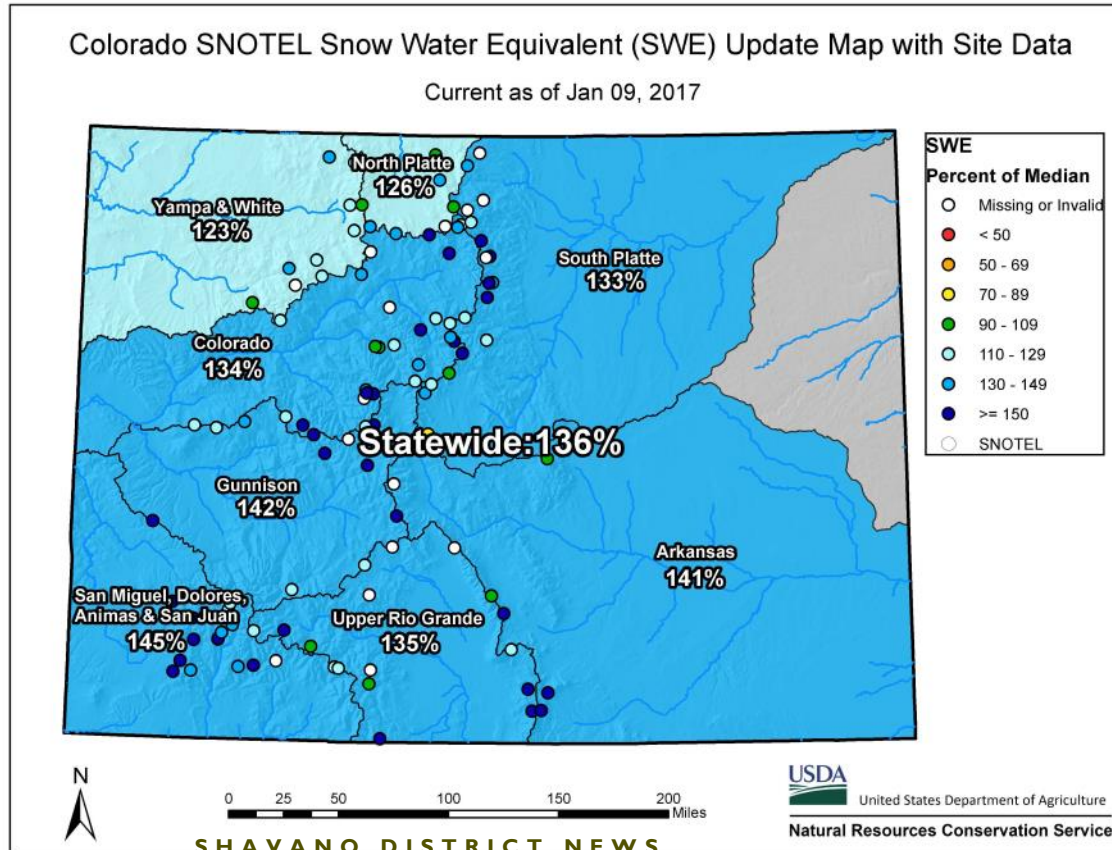 Colorado SNOTEL Snow Water Equivalent (SWE) Update Map with Site Data
Current as of Jan 09, 2017
North Platte
126%
Yampa & White
123%
South Platte
133%
Colorado
134%
Statewide:136%
Gunnison
142%
Arkansas
141%
San Miguel, Dolores,
Animas & San Juan
145%
Upper Rio Grande
135%
SWE
Percent of Median
Missing or Invalid
< 50
50 - 69
70 - 89
90 - 109
110 - 129
130 - 149
>= 150
SNOTEL
N
0 25 50 100 150 200
Miles
USDA
United States Department of Agriculture
Natural Resources Conservation Service
SHAVANO DISTRICT NEWS